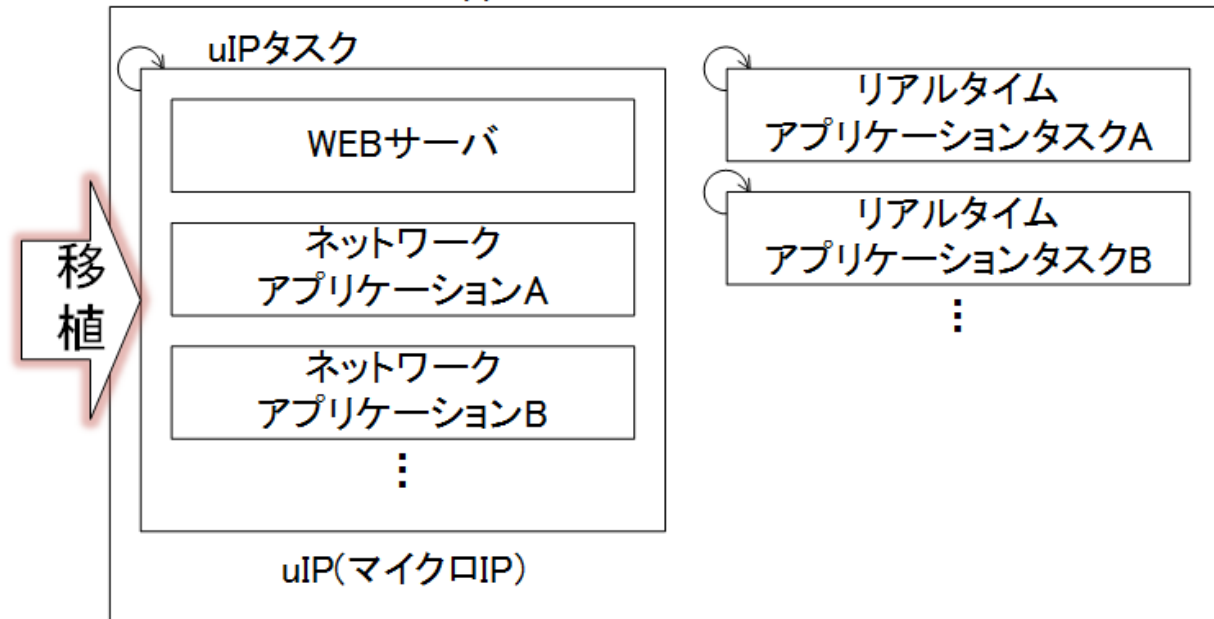 uIPタスク
WEBサーバ
ネットワーク
アプリケーションA
ネットワーク
アプリケーションB
uIP(マイクロIP)
移
植
リアルタイム
アプリケーションタスクA
リアルタイム
アプリケーションタスクB